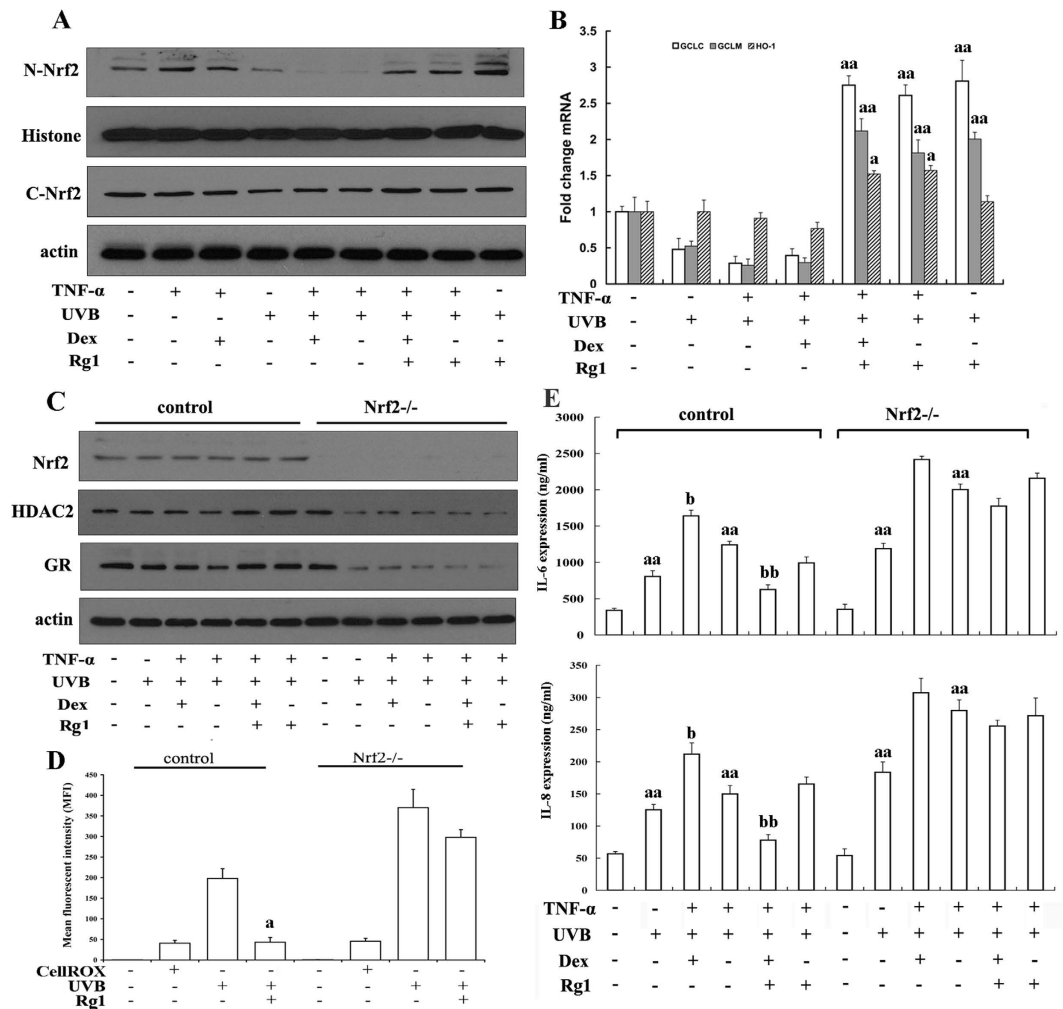 A
N-Nrf2
Histone
C-Nrf2
actin
TNF-α - + + - + + + + -
UVB - - - + + + + + +
Dex - - + - + - + - -
Rg1 - - - - - - + + +
B
GCLC GCLM HO-1
Fold change mRNA
3.5
3
2.5
2
1.5
1
0.5
0
aa aa aa
aa aa aa
a a
TNF-α - - + + + + -
UVB - + + + + + +
Dex - - - + + - -
Rg1 - - - - + + +
C
control Nrf2-/-
Nrf2
HDAC2
GR
actin
TNF-α - - + + + + - - + + + +
UVB - + + + + + - + + + + +
Dex - - + - + - - - + - + -
Rg1 - - - - + + - - - - + +
D
control Nrf2-/-
Mean fluorescent intensity (MFI)
450
400
350
300
250
200
150
100
50
0
a
CellROX - + - - - + - -
UVB - - + + - - + +
Rg1 - - - + - - - +
E
control Nrf2-/-
IL-6 expression (ng/ml)
3000
2500
2000
1500
1000
500
0
aa b aa bb aa aa
IL-8 expression (ng/ml)
350
300
250
200
150
100
50
0
aa b aa bb aa aa
TNF-α - - + + + + - - + + + +
UVB - + + + + + - + + + + +
Dex - - + - + - - - + - + -
Rg1 - - - - + + - - - - + +